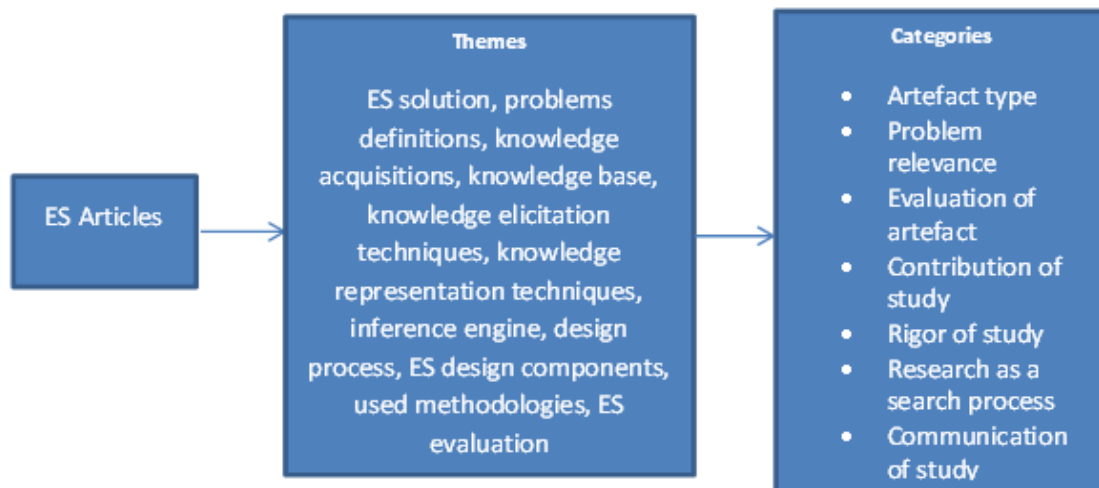 ES Articles
Themes
ES solution, problems
definitions, knowledge
acquisitions, knowledge base,
knowledge elicitation
techniques, knowledge
representation techniques,
inference engine, design
process, ES design components,
used methodologies, ES
evaluation
Categories
• Artefact type
• Problem
relevance
• Evaluation of
artefact
• Contribution of
study
• Rigor of study
• Research as a
search process
• Communication
of study